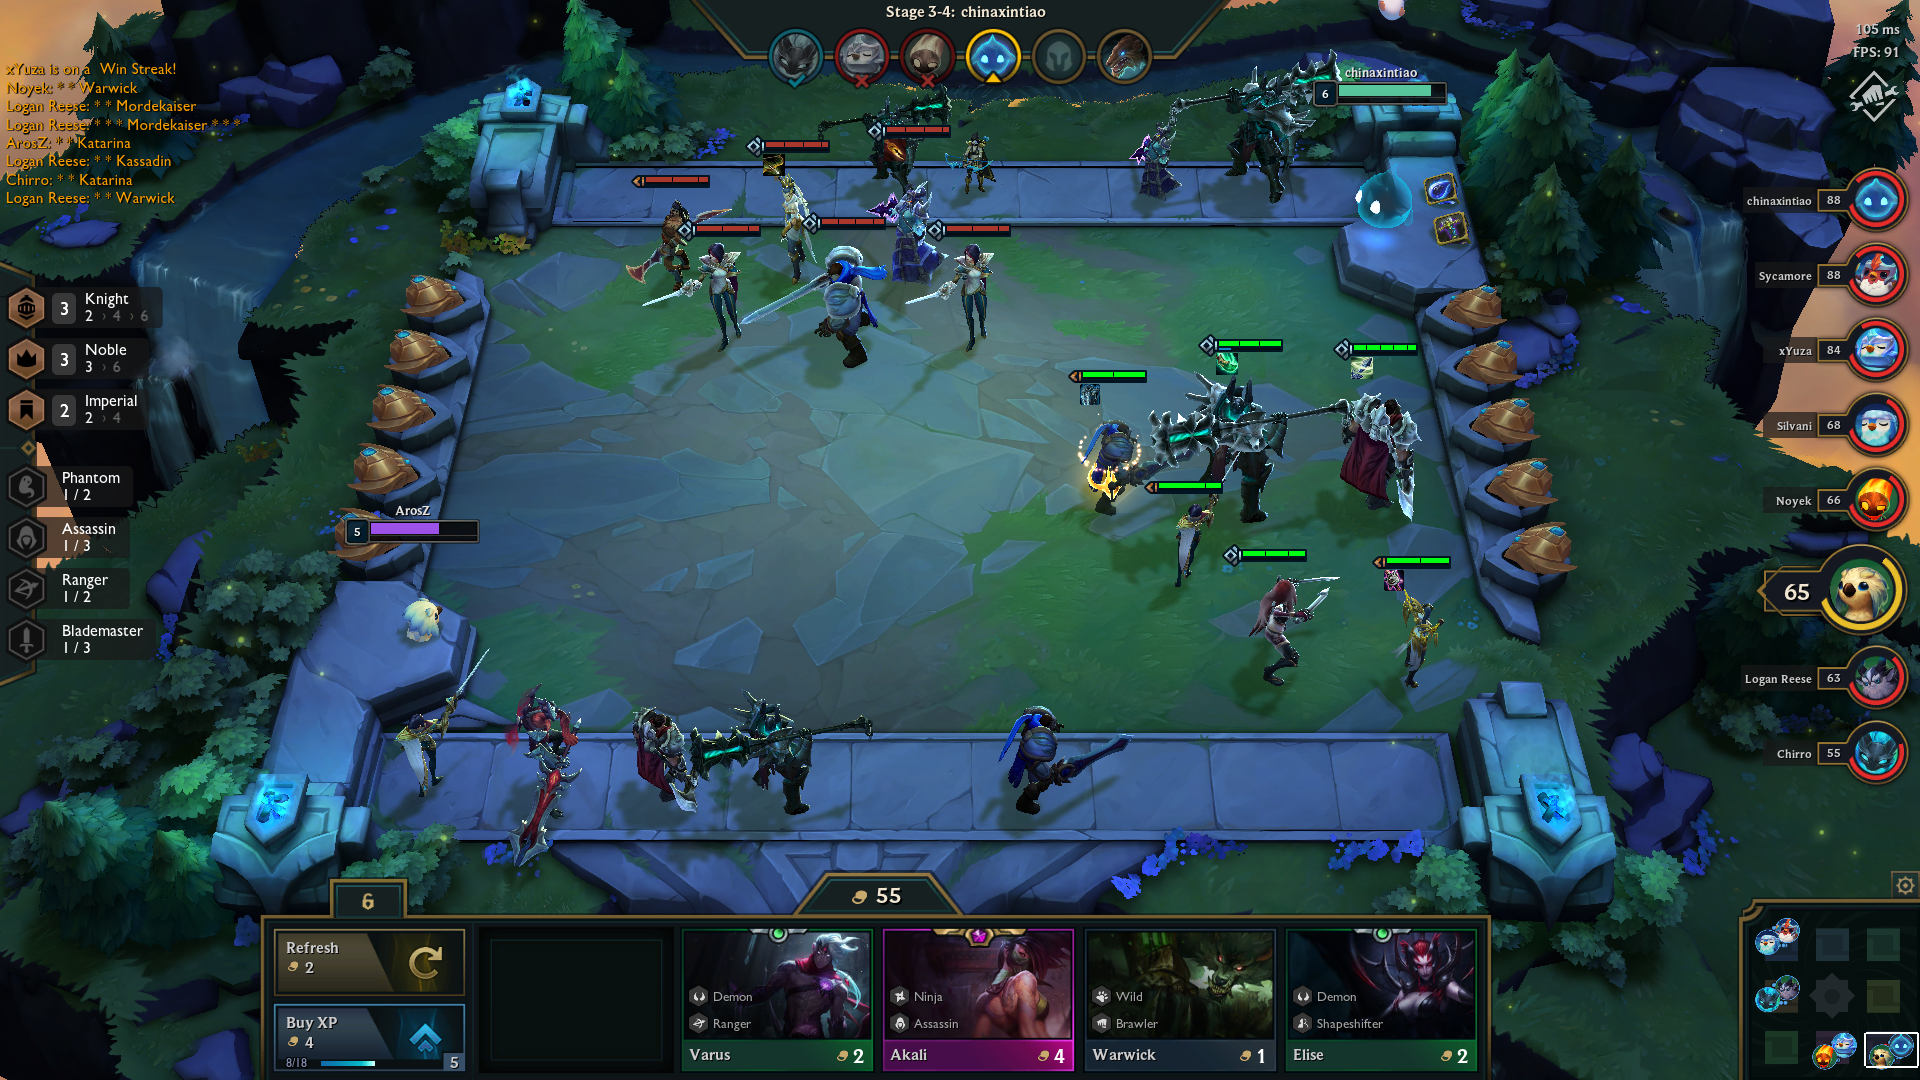 Stage 3-4: chinaxintiao
105 ms
FPS: 91
xYuza is on a Win Streak!
Noyek: * * Warwick
Logan Reese: * * Mordekaiser
Logan Reese: * * * Mordekaiser * * *
ArosZ: * * Katarina
Logan Reese: * * Kassadin
Chirro: * * Katarina
Logan Reese: * * Warwick
chinaxintiao
6
3
Knight
2 › 4 › 6
3
Noble
3 › 6
2
Imperial
2 › 4
Phantom
1 / 2
Assassin
1 / 3
Ranger
1 / 2
Blademaster
1 / 3
ArosZ
5
chinaxintiao 88
Sycamore 88
xYuza 84
Silvani 68
Noyek 66
65
Logan Reese 63
Chirro 55
6
55
Refresh
2
Buy XP
4
8/18
5
Demon
Ranger
Varus 2
Ninja
Assassin
Akali 4
Wild
Brawler
Warwick 1
Demon
Shapeshifter
Elise 2